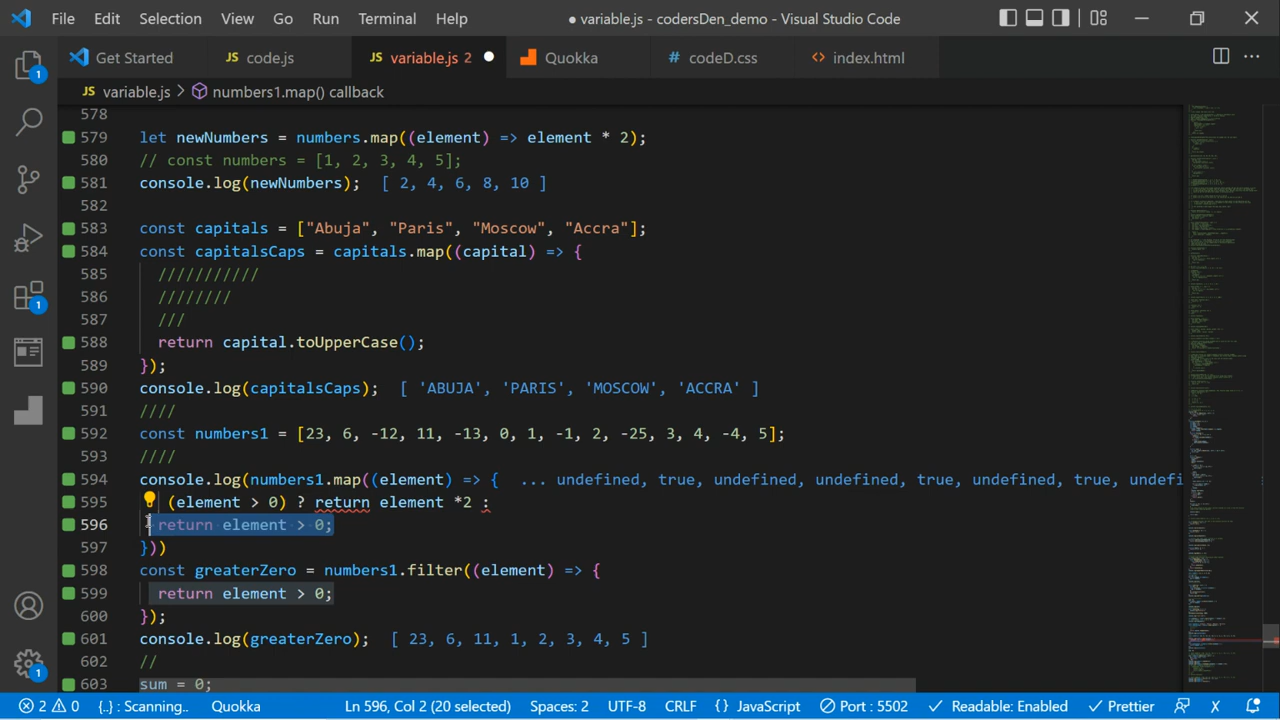 File Edit Selection View Go Run Terminal Help ● variable.js - codersDen_demo - Visual Studio Code
Get Started JS code.js JS variable.js 2 Quokka # codeD.css <> index.html
JS variable.js > numbers1.map() callback
578
579 let newNumbers = numbers.map((element) => element * 2);
580 // const numbers = [1, 2, 3, 4, 5];
581 console.log(newNumbers); [ 2, 4, 6, 8, 10 ]
582
583 const capitals = ["Abuja", "Paris", "Moscow", "Accra"];
584 const capitalsCaps = capitals.map((capital) => {
585 ///////////
586 ////////
587 ///
588 return capital.toUpperCase();
589 });
590 console.log(capitalsCaps); [ 'ABUJA', 'PARIS', 'MOSCOW', 'ACCRA' ]
591 ////
592 const numbers1 = [23, 6, -12, 11, -13, 0, 1, -1, 2, -25, 3, 4, -4, 5];
593 ////
594 console.log(numbers1.map((element) => { ... undefined, true, undefined, undefined, true, undefined, true, undefi
595 (element > 0) ? return element *2 :
596 return element > 0;
597 }))
598 const greaterZero = numbers1.filter((element) => {
599 return element > 0;
600 });
601 console.log(greaterZero); [ 23, 6, 11, 1, 2, 3, 4, 5 ]
602 //
603 sum = 0;
1
1
1
2 0 {..} : Scanning.. Quokka Ln 596, Col 2 (20 selected) Spaces: 2 UTF-8 CRLF {} JavaScript Port : 5502 Readable: Enabled Prettier